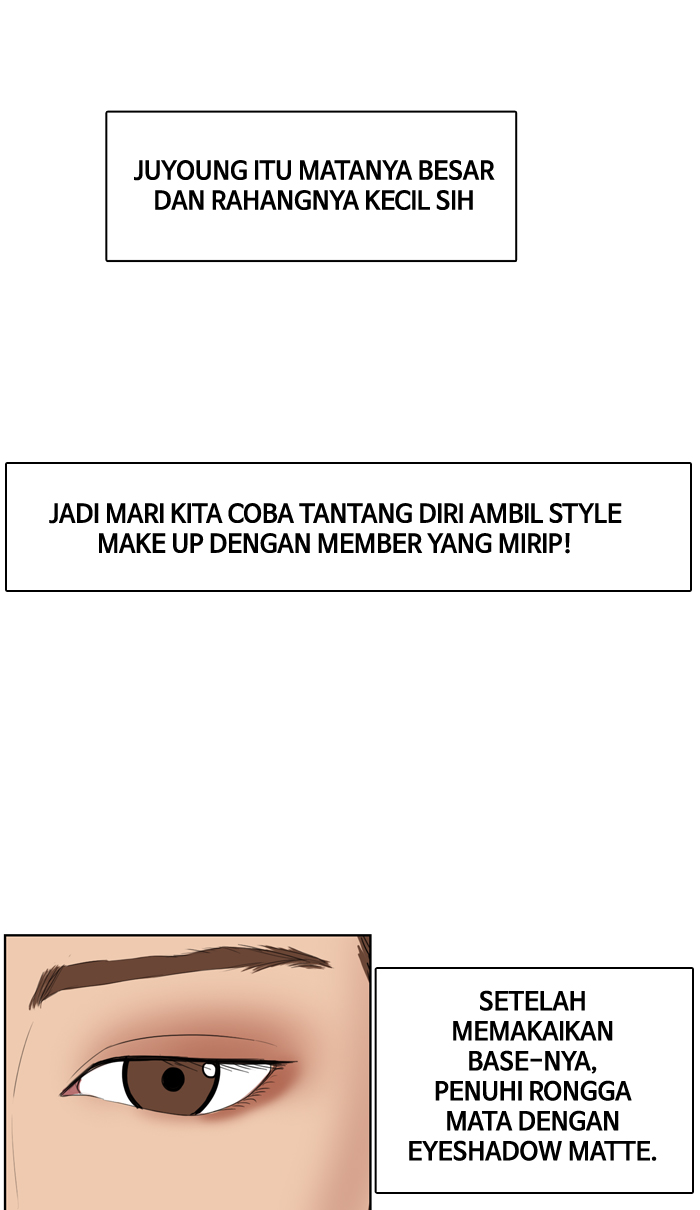 JUYOUNG ITU MATANYA BESAR
DAN RAHANGNYA KECIL SIH
JADI MARI KITA COBA TANTANG DIRI AMBIL STYLE
MAKE UP DENGAN MEMBER YANG MIRIP!
SETELAH
MEMAKAIKAN
BASE-NYA,
PENUHI RONGGA
MATA DENGAN
EYESHADOW MATTE.